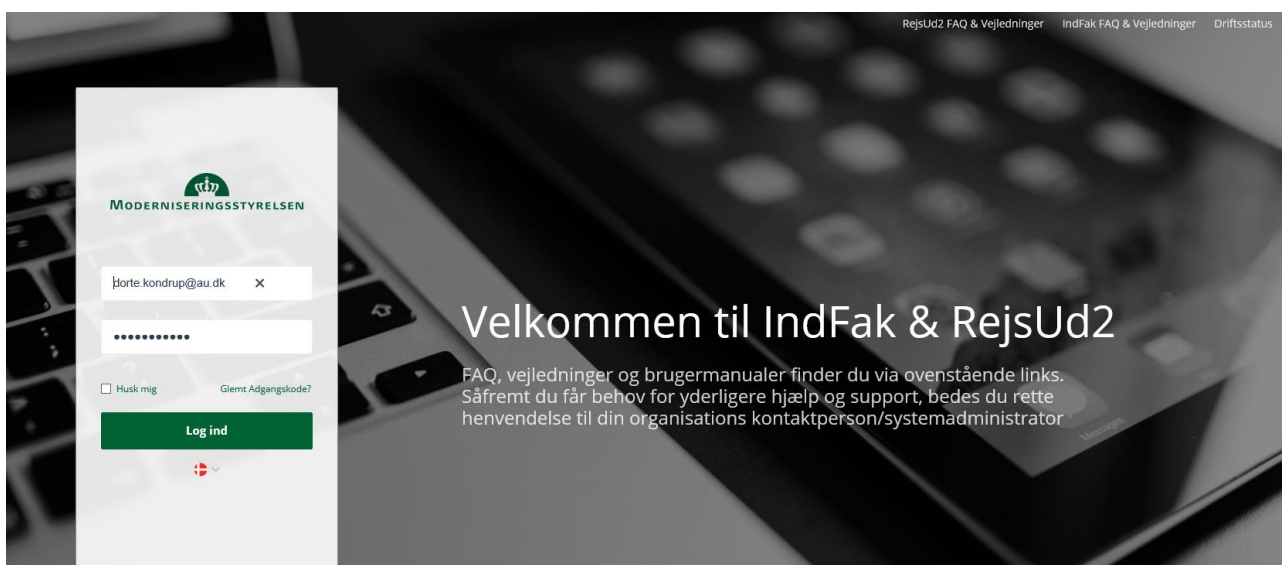 RejsUd2 FAQ & Vejledninger IndFak FAQ & Vejledninger Driftsstatus
MODERNISERINGSSTYRELSEN
dorte.kondrup@au.dk
•••••••••••
Husk mig Glemt Adgangskode?
Log ind
Velkommen til IndFak & RejsUd2
FAQ, vejledninger og brugermanualer finder du via ovenstående links.
Såfremt du får behov for yderligere hjælp og support, bedes du rette
henvendelse til din organisations kontaktperson/systemadministrator
Messages